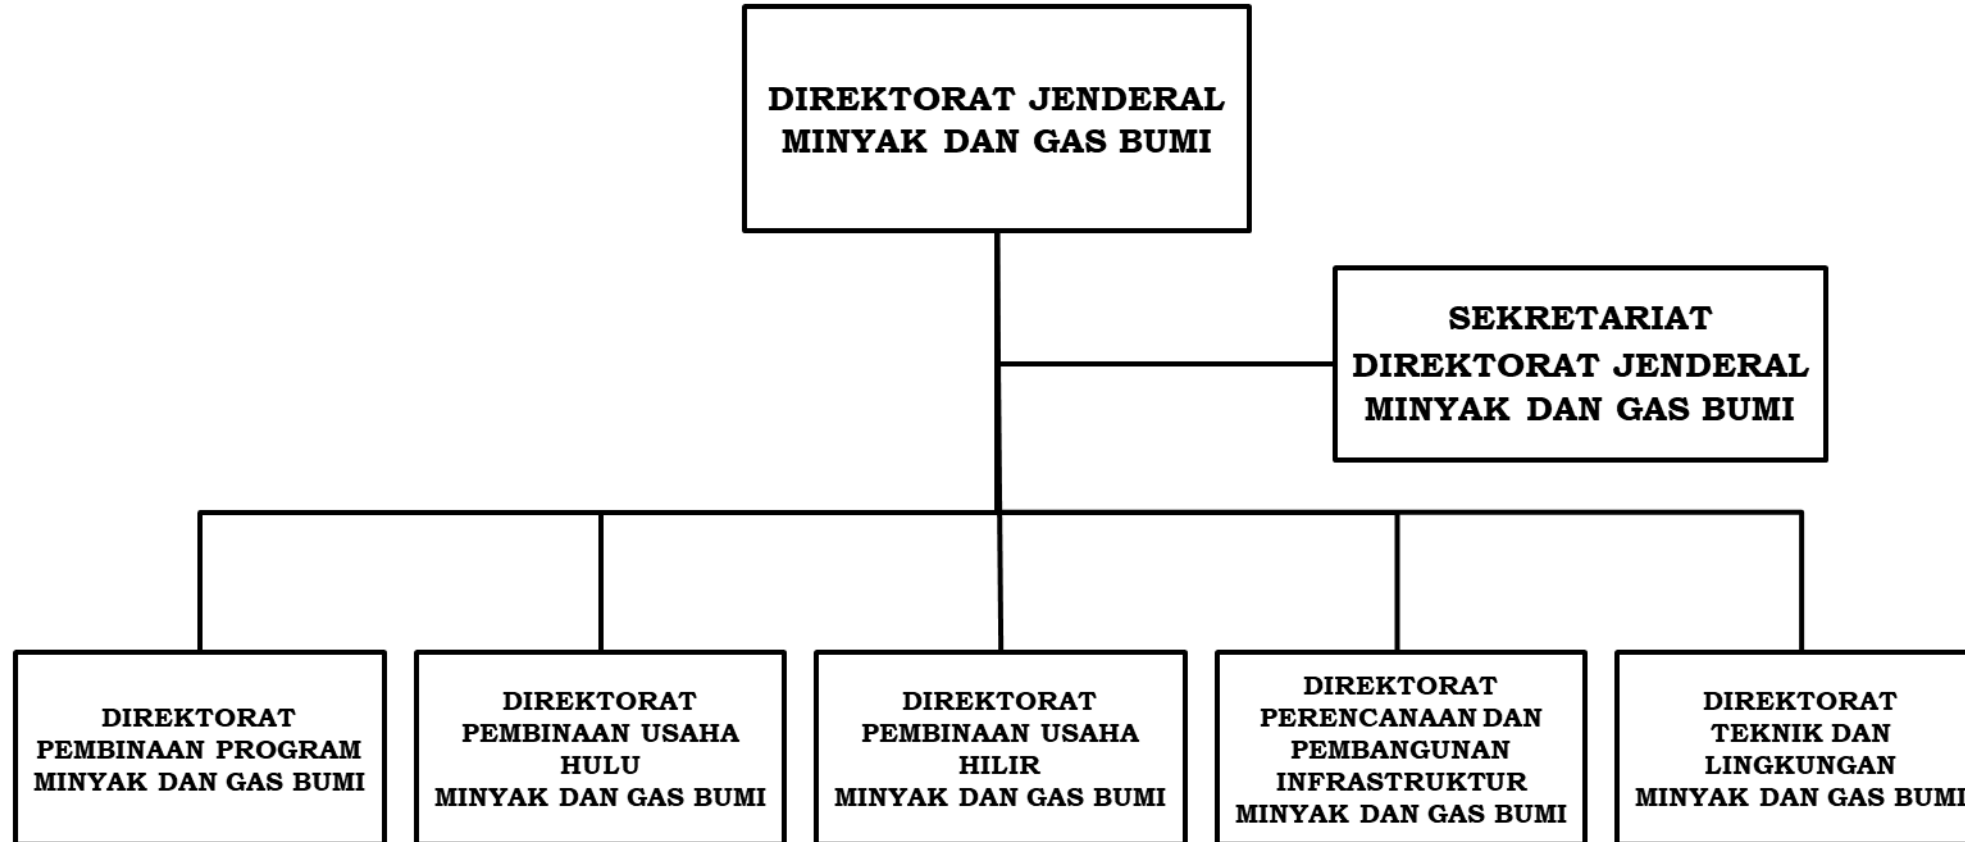 DIREKTORAT JENDERAL
MINYAK DAN GAS BUMI
SEKRETARIAT
DIREKTORAT JENDERAL
MINYAK DAN GAS BUMI
DIREKTORAT
PEMBINAAN PROGRAM
MINYAK DAN GAS BUMI
DIREKTORAT
PEMBINAAN USAHA
HULU
MINYAK DAN GAS BUMI
DIREKTORAT
PEMBINAAN USAHA
HILIR
MINYAK DAN GAS BUMI
DIREKTORAT
PERENCANAAN DAN
PEMBANGUNAN
INFRASTRUKTUR
MINYAK DAN GAS BUMI
DIREKTORAT
TEKNIK DAN
LINGKUNGAN
MINYAK DAN GAS BUMI